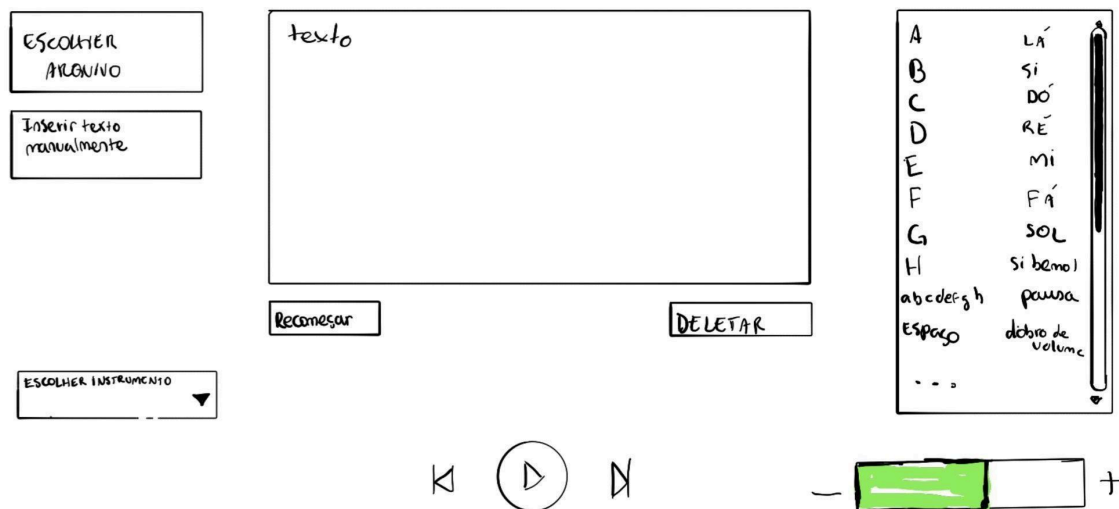 ESCOLHER
ARQUIVO
Inserir texto
manualmente
ESCOLHER INSTRUMENTO
texto
Recomeçar
DELETAR
A LÁ
B Si
C DÓ
D RÉ
E Mi
F FÁ
G SOL
H Si bemol
abcdefgh pausa
ESPAÇO dobro de
volume
...
- +